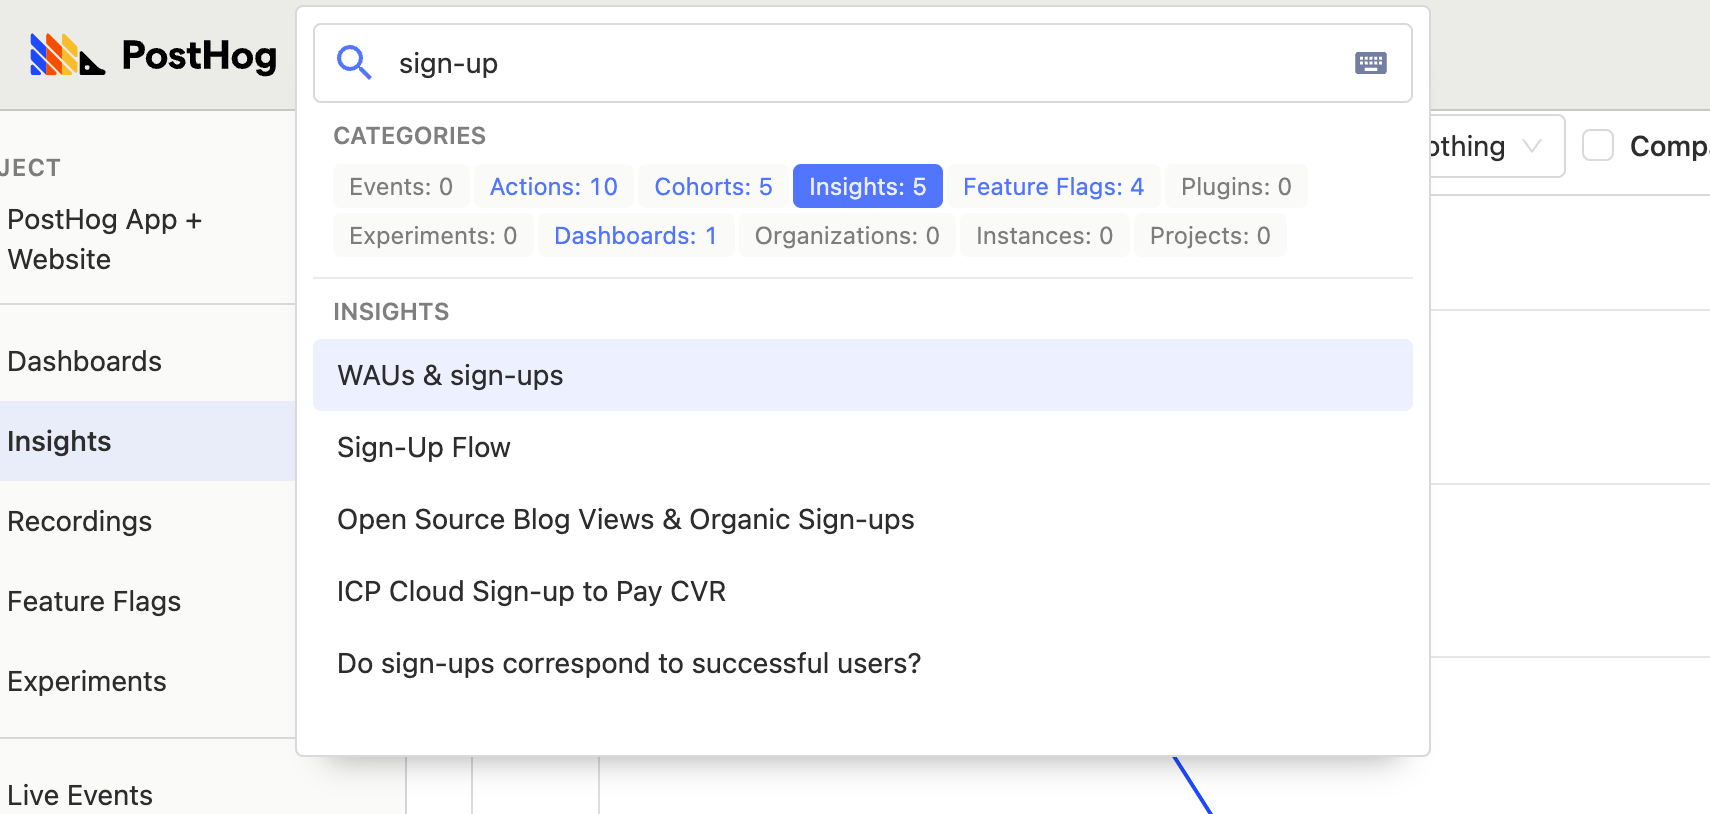 PostHog
sign-up
CATEGORIES
Events: 0 Actions: 10 Cohorts: 5 Insights: 5 Feature Flags: 4 Plugins: 0
Experiments: 0 Dashboards: 1 Organizations: 0 Instances: 0 Projects: 0
INSIGHTS
WAUs & sign-ups
Sign-Up Flow
Open Source Blog Views & Organic Sign-ups
ICP Cloud Sign-up to Pay CVR
Do sign-ups correspond to successful users?
JECT
PostHog App +
Website
Dashboards
Insights
Recordings
Feature Flags
Experiments
Live Events
othing
Comp